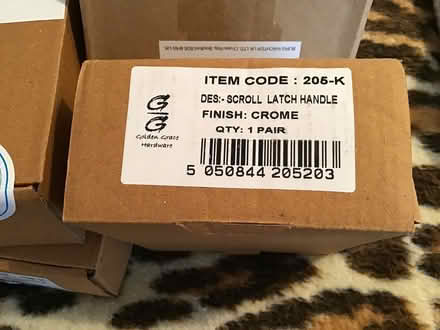 ITEM CODE : 205-K
DES:- SCROLL LATCH HANDLE
FINISH: CROME
QTY: 1 PAIR
G
G
Golden Grace
Hardware
5 050844 205203